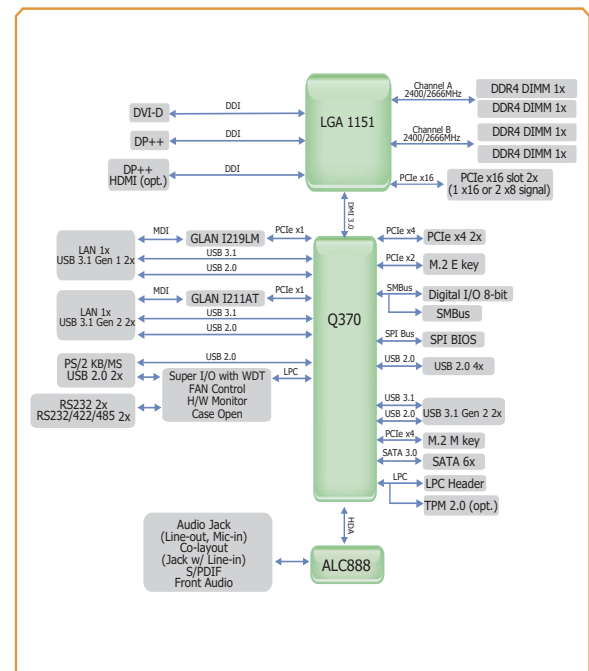 Channel A
2400/2666MHz
DDR4 DIMM 1x
DDR4 DIMM 1x
DVI-D
DDI
LGA 1151
Channel B
2400/2666MHz
DDR4 DIMM 1x
DDR4 DIMM 1x
DP++
DDI
DP++
HDMI (opt.)
DDI
PCIe x16
PCIe x16 slot 2x
(1 x16 or 2 x8 signal)
DMI 3.0
LAN 1x
USB 3.1 Gen 1 2x
MDI
GLAN I219LM
PCIe x1
USB 3.1
USB 2.0
PCIe x4
PCIe x4 2x
PCIe x2
M.2 E key
LAN 1x
USB 3.1 Gen 2 2x
MDI
GLAN I211AT
PCIe x1
USB 3.1
USB 2.0
Q370
SMBus
Digital I/O 8-bit
SMBus
SPI Bus
SPI BIOS
PS/2 KB/MS
USB 2.0 2x
USB 2.0
Super I/O with WDT
FAN Control
H/W Monitor
Case Open
LPC
USB 2.0
USB 2.0 4x
RS232 2x
RS232/422/485 2x
USB 3.1
USB 2.0
USB 3.1 Gen 2 2x
PCIe x4
M.2 M key
SATA 3.0
SATA 6x
LPC
LPC Header
TPM 2.0 (opt.)
HDA
Audio Jack
(Line-out, Mic-in)
Co-layout
(Jack w/ Line-in)
S/PDIF
Front Audio
ALC888